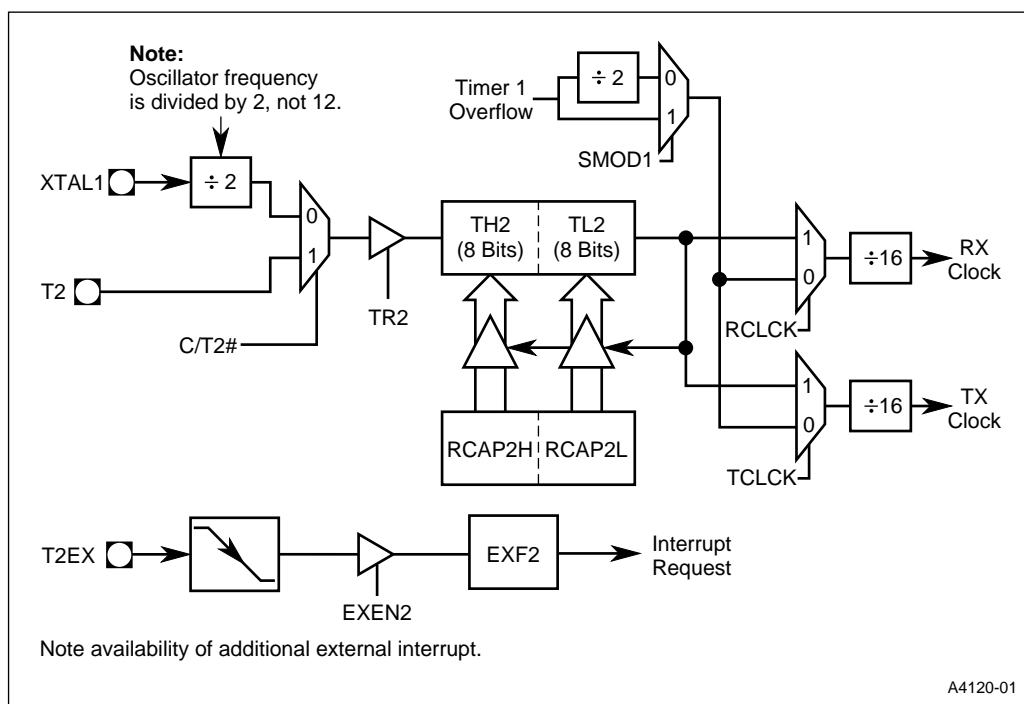 Note:
Oscillator frequency
is divided by 2, not 12.
Timer 1
Overflow
÷ 2
0
1
SMOD1
XTAL1
÷ 2
0
1
T2
C/T2#
TR2
TH2
(8 Bits)
TL2
(8 Bits)
RCAP2H
RCAP2L
1
0
RCLCK
÷16
RX
Clock
1
0
TCLCK
÷16
TX
Clock
T2EX
EXEN2
EXF2
Interrupt
Request
Note availability of additional external interrupt.
A4120-01